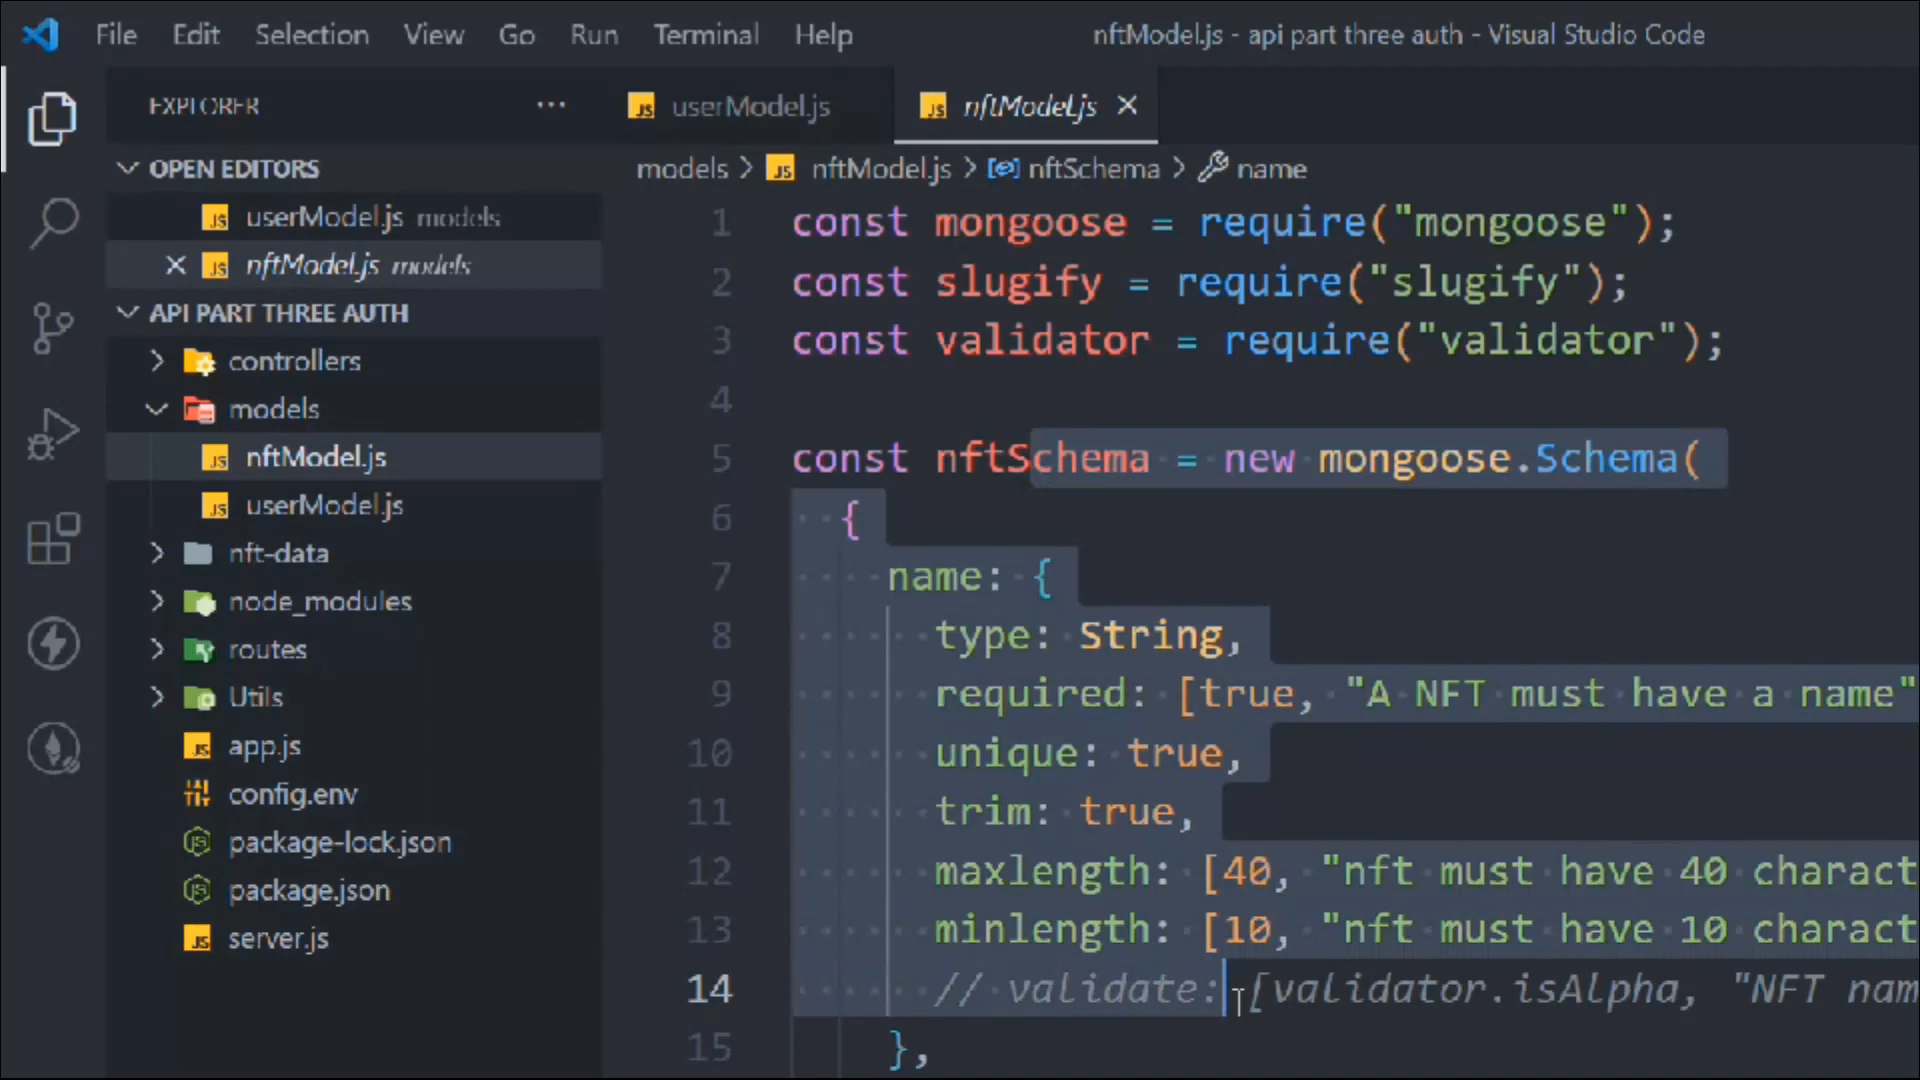 File Edit Selection View Go Run Terminal Help nftModel.js - api part three auth - Visual Studio Code
EXPLORER ···
userModel.js
nftModel.js
OPEN EDITORS
userModel.js models
nftModel.js models
API PART THREE AUTH
controllers
models
nftModel.js
userModel.js
nft-data
node_modules
routes
Utils
app.js
config.env
package-lock.json
package.json
server.js
models > nftModel.js > nftSchema > name
1 const mongoose = require("mongoose");
2 const slugify = require("slugify");
3 const validator = require("validator");
4
5 const nftSchema = new mongoose.Schema(
6 {
7 name: {
8 type: String,
9 required: [true, "A NFT must have a name"
10 unique: true,
11 trim: true,
12 maxlength: [40, "nft must have 40 charact
13 minlength: [10, "nft must have 10 charact
14 // validate: [validator.isAlpha, "NFT nam
15 },